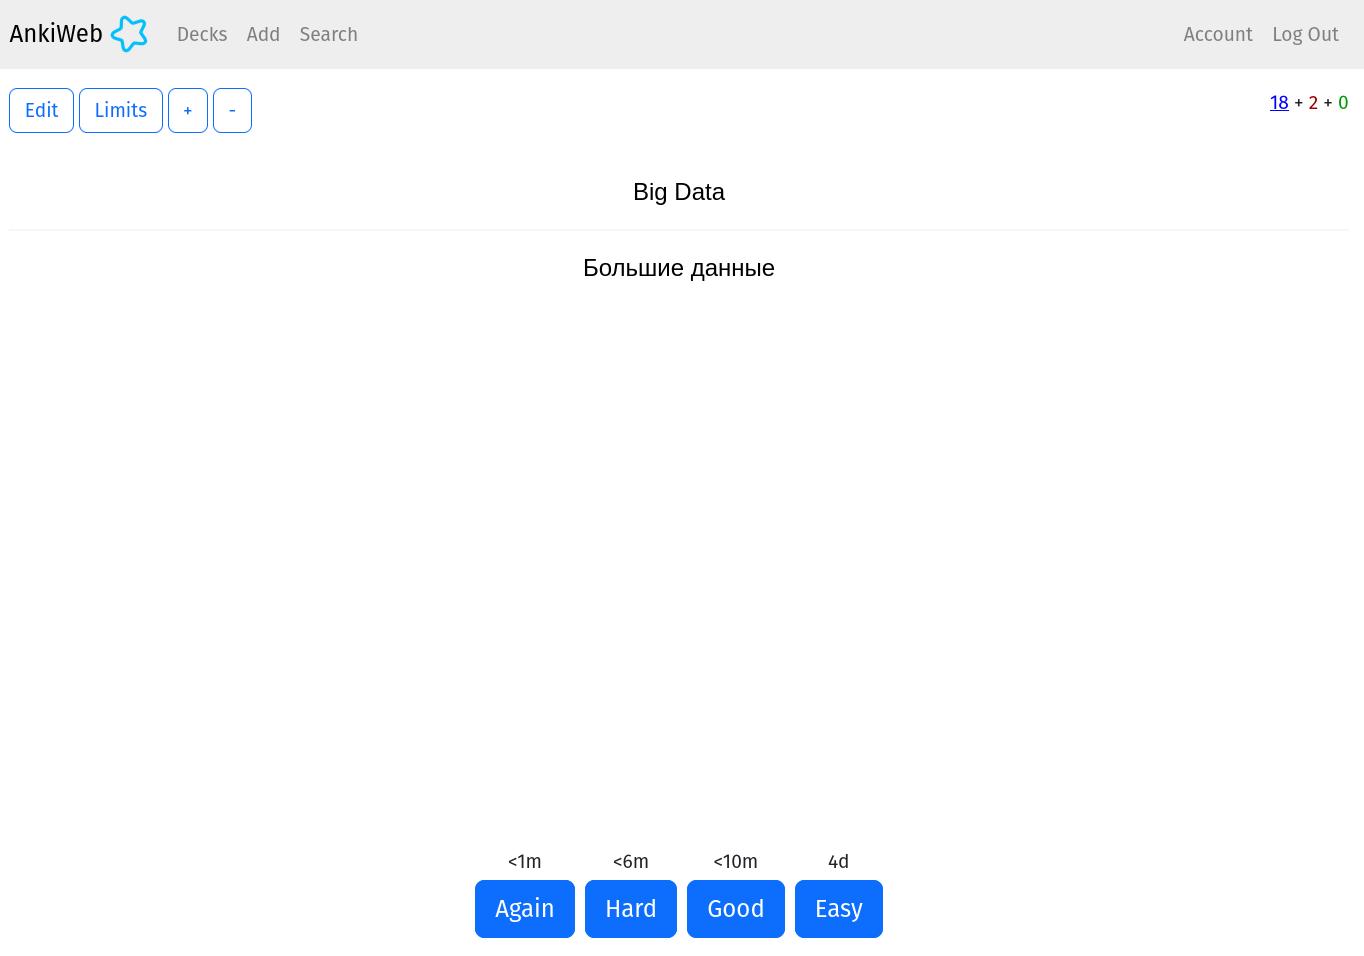 AnkiWeb Decks Add Search Account Log Out
Edit Limits + - 18 + 2 + 0
Big Data
Большие данные
<1m <6m <10m 4d
Again Hard Good Easy